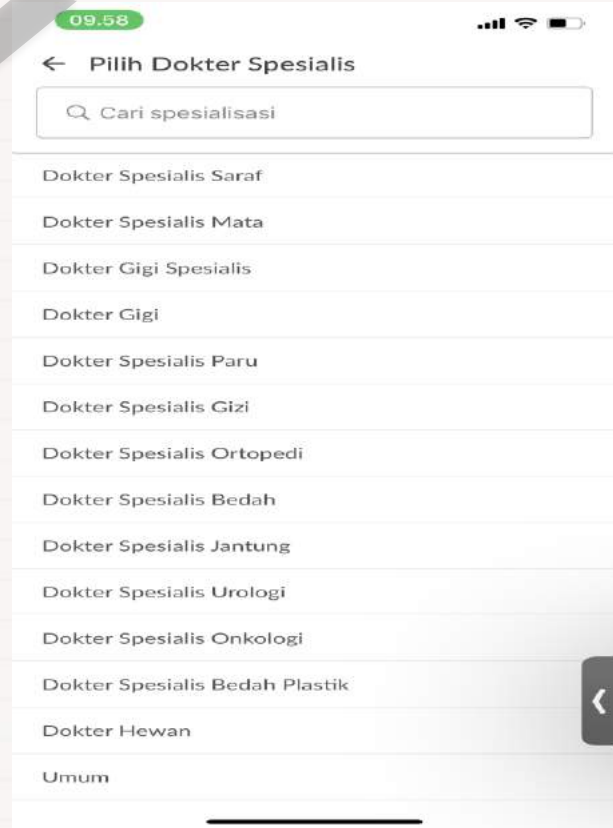 09.58
Pilih Dokter Spesialis
Cari spesialisasi
Dokter Spesialis Saraf
Dokter Spesialis Mata
Dokter Gigi Spesialis
Dokter Gigi
Dokter Spesialis Paru
Dokter Spesialis Gizi
Dokter Spesialis Ortopedi
Dokter Spesialis Bedah
Dokter Spesialis Jantung
Dokter Spesialis Urologi
Dokter Spesialis Onkologi
Dokter Spesialis Bedah Plastik
Dokter Hewan
Umum